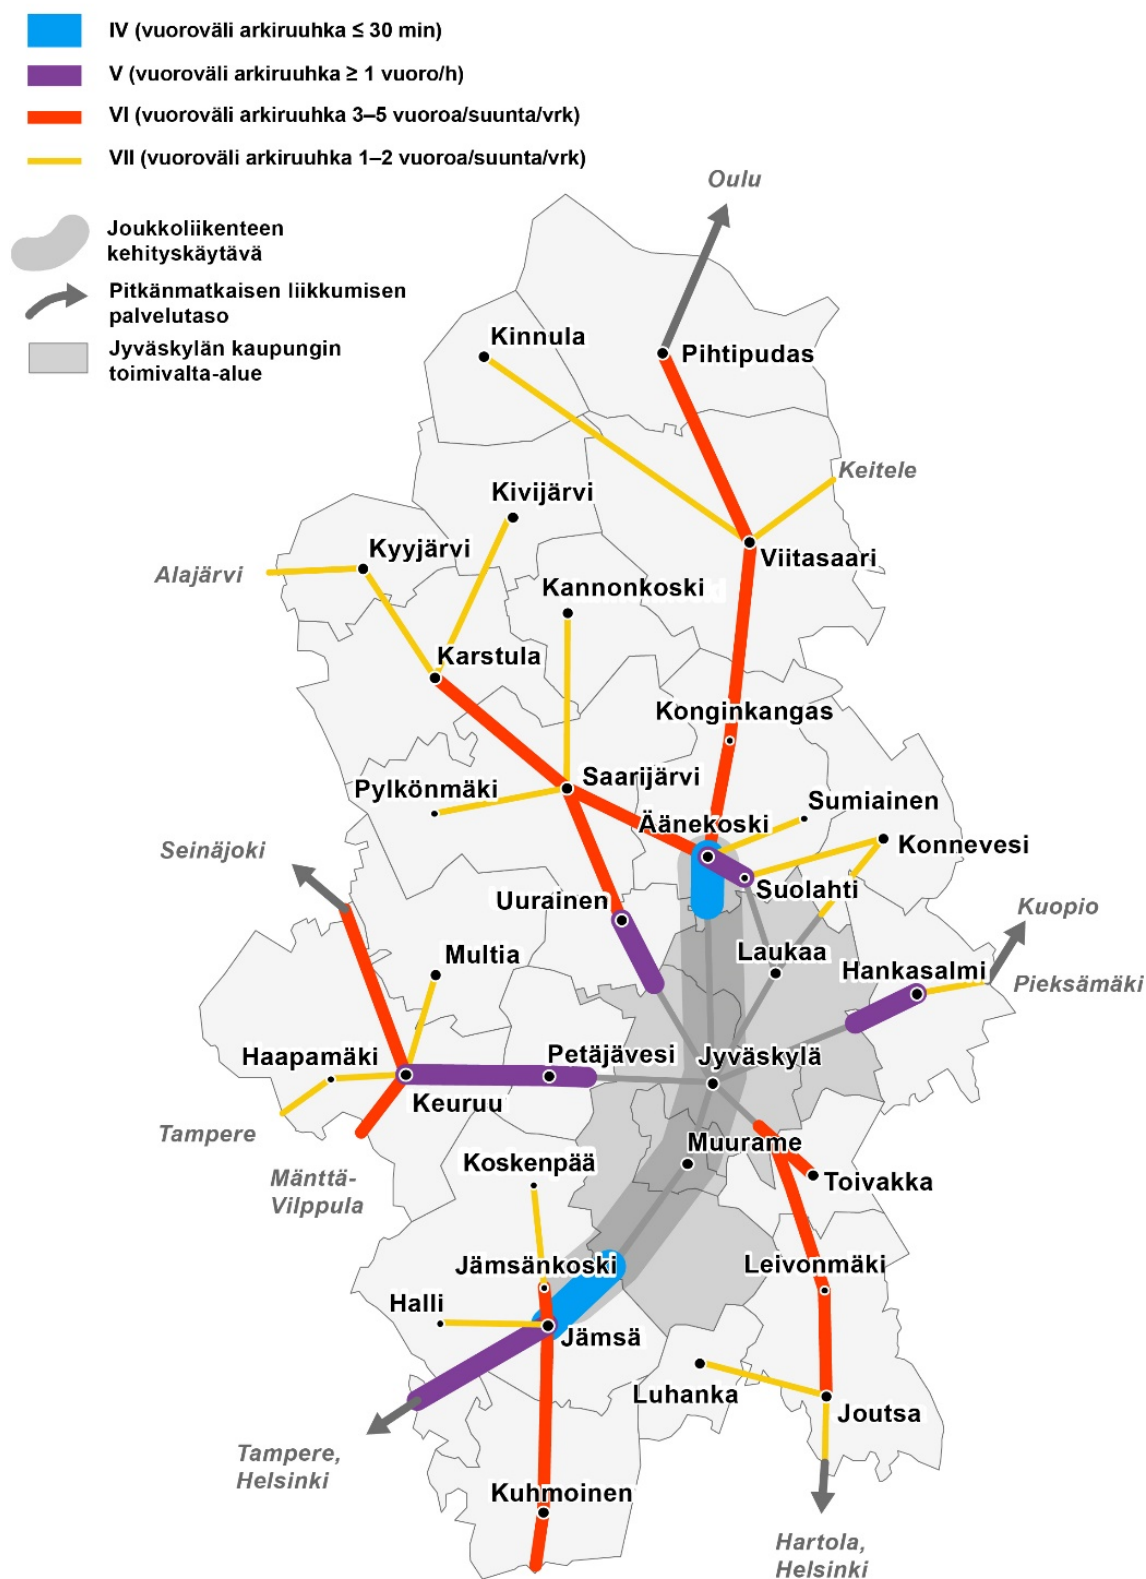 IV (vuoroväli arkiruuhka ≤ 30 min)
V (vuoroväli arkiruuhka ≥ 1 vuoro/h)
VI (vuoroväli arkiruuhka 3–5 vuoroa/suunta/vrk)
VII (vuoroväli arkiruuhka 1–2 vuoroa/suunta/vrk)
Joukkoliikenteen
kehityskäytävä
Pitkänmatkaisen liikkumisen
palvelutaso
Jyväskylän kaupungin
toimivalta-alue
Oulu
Kinnula
Pihtipudas
Keitele
Kivijärvi
Kyyjärvi
Viitasaari
Alajärvi
Kannonkoski
Karstula
Konginkangas
Saarijärvi
Pylkönmäki
Sumiainen
Äänekoski
Konnevesi
Seinäjoki
Suolahti
Uurainen
Kuopio
Multia
Laukaa
Hankasalmi
Pieksämäki
Haapamäki
Petäjävesi
Jyväskylä
Keuruu
Tampere
Muurame
Koskenpää
Toivakka
Mänttä-
Vilppula
Jämsänkoski
Leivonmäki
Halli
Jämsä
Luhanka
Joutsa
Tampere,
Helsinki
Kuhmoinen
Hartola,
Helsinki